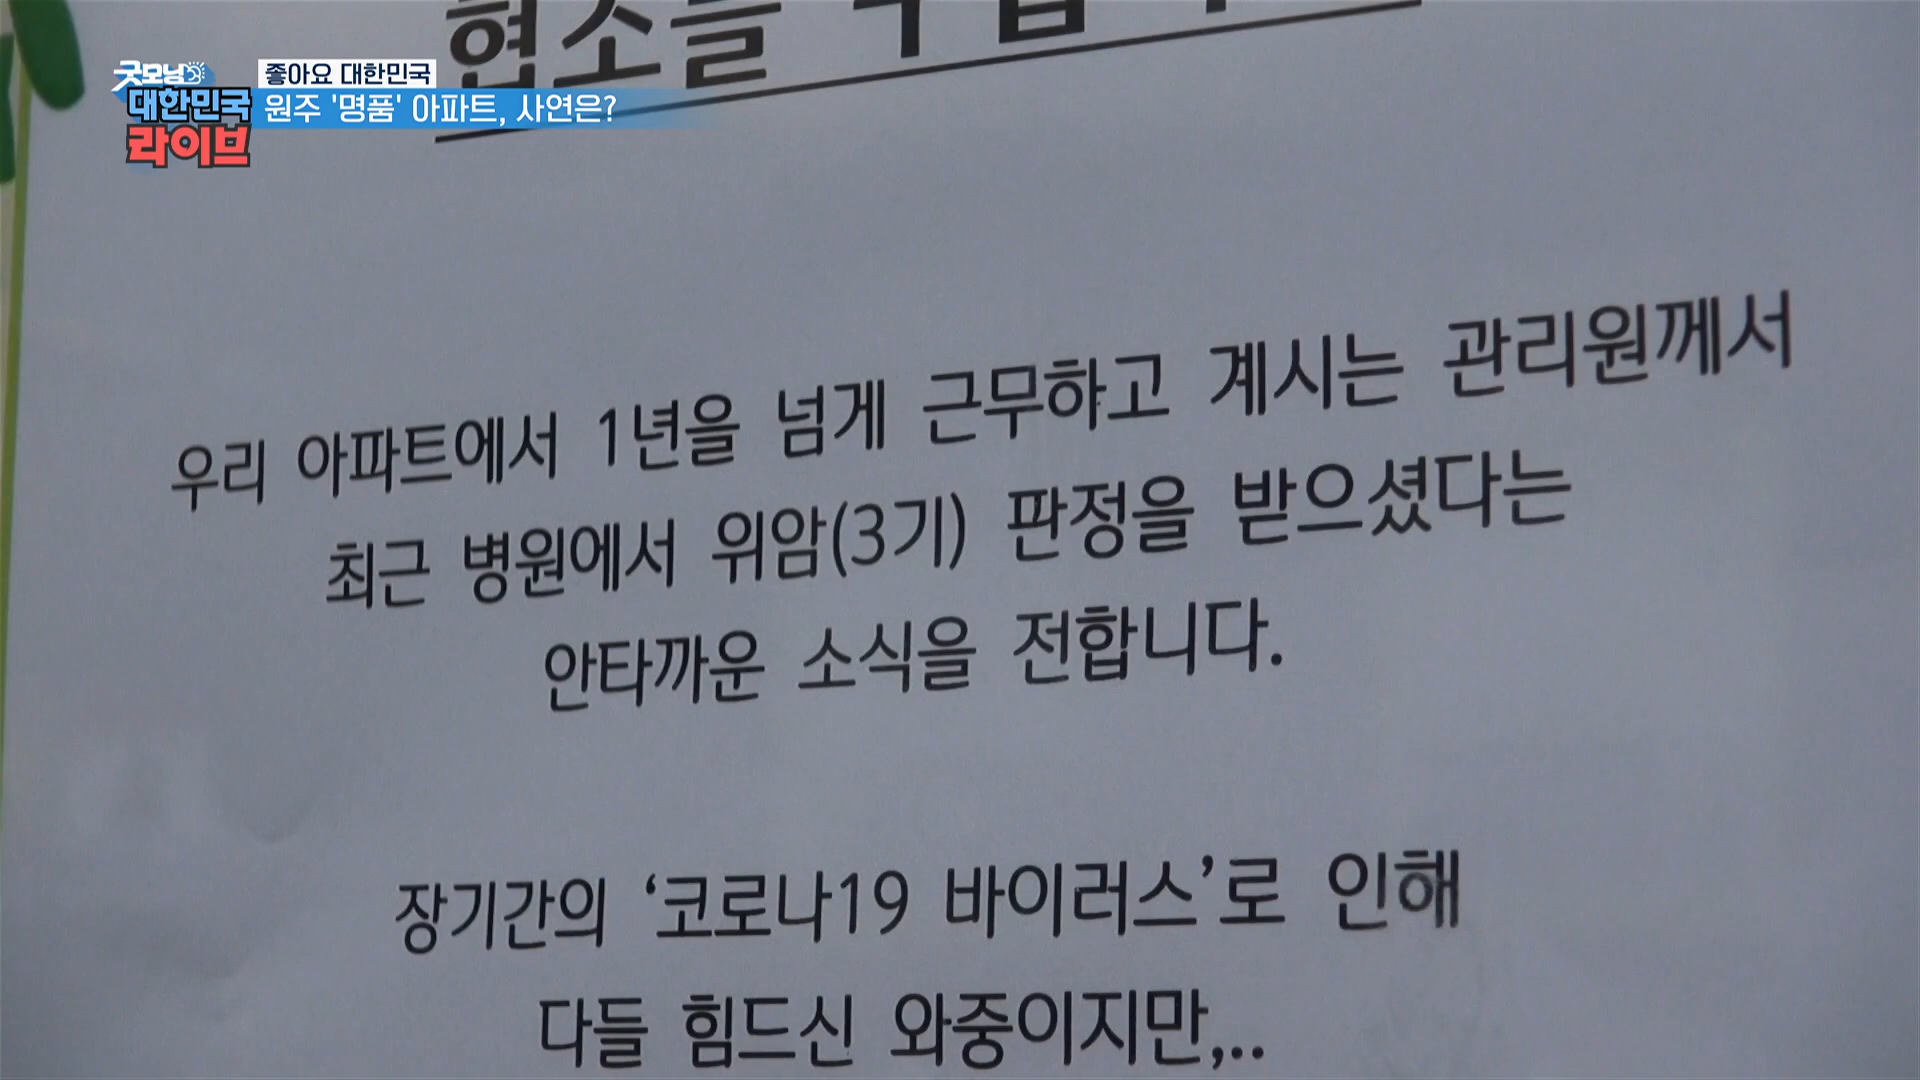 굿모닝
대한민국
라이브
좋아요 대한민국
원주 '명품' 아파트, 사연은?
우리 아파트에서 1년을 넘게 근무하고 계시는 관리원께서
최근 병원에서 위암(3기) 판정을 받으셨다는
안타까운 소식을 전합니다.
장기간의 ‘코로나19 바이러스’로 인해
다들 힘드신 와중이지만,..